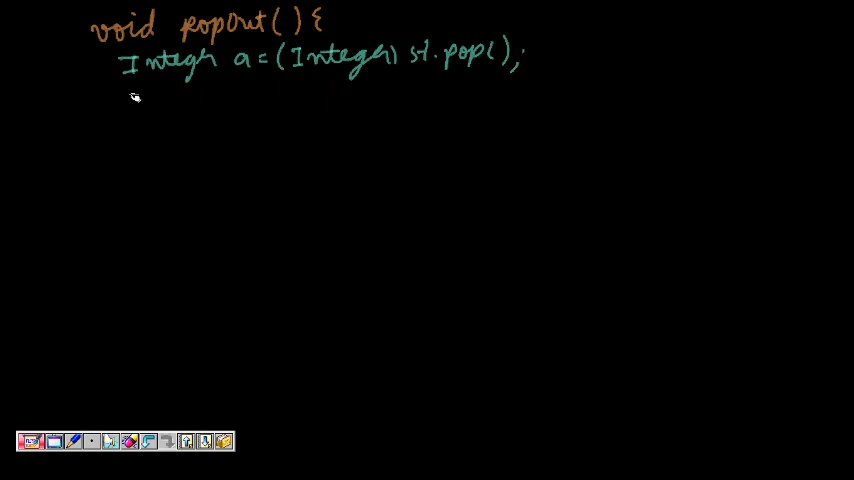 void popOut() {
Integer a = (Integer) st.pop();